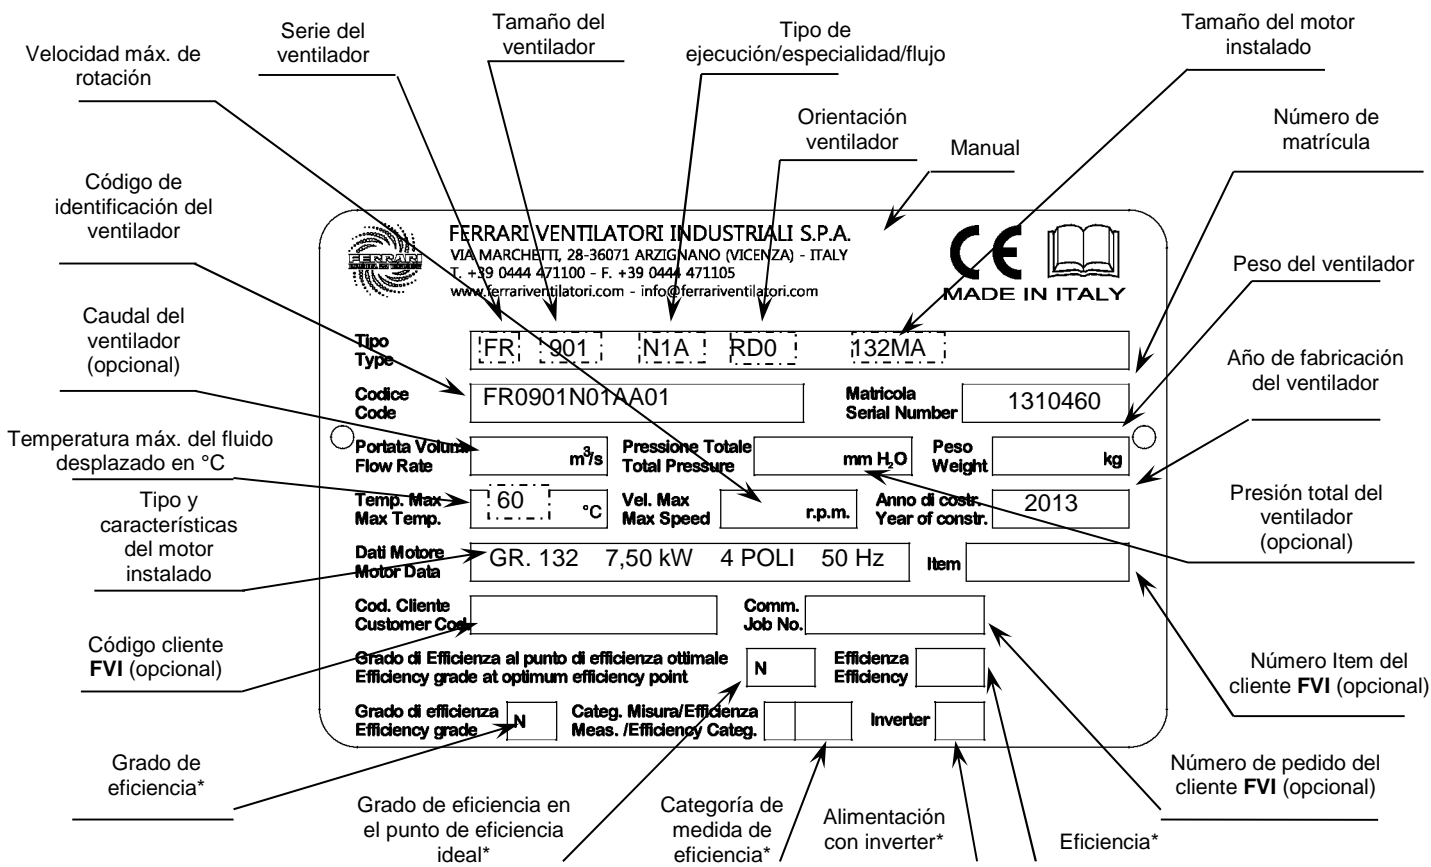 Velocidad máx. de
rotación
Serie del
ventilador
Tamaño del
ventilador
Tipo de
ejecución/especialidad/flujo
Tamaño del motor
instalado
Orientación
ventilador
Manual
Número de
matrícula
Código de
identificación del
ventilador
Peso del ventilador
Caudal del
ventilador
(opcional)
Año de fabricación
del ventilador
Temperatura máx. del fluido
desplazado en °C
Tipo y
características
del motor
instalado
Presión total del
ventilador
(opcional)
Código cliente
FVI (opcional)
Número Item del
cliente FVI (opcional)
Grado de
eficiencia*
Número de pedido del
cliente FVI (opcional)
Grado de eficiencia en
el punto de eficiencia
ideal*
Categoría de
medida de
eficiencia*
Alimentación
con inverter*
Eficiencia*
FERRARI
FERRARI VENTILATORI INDUSTRIALI S.P.A.
VIA MARCHETTI, 28-36071 ARZIGNANO (VICENZA) - ITALY
T. +39 0444 471100 - F. +39 0444 471105
www.ferrariventilatori.com - info@ferrariventilatori.com
CE
MADE IN ITALY
Tipo
Type
FR 901 N1A RD0 132MA
Codice
Code
FR0901N01AA01
Matricola
Serial Number
1310460
Portata Volum
Flow Rate
m³/s
Pressione Totale
Total Pressure
mm H₂O
Peso
Weight
kg
Temp. Max
Max Temp.
60 °C
Vel. Max
Max Speed
r.p.m.
Anno di costr.
Year of constr.
2013
Dati Motore
Motor Data
GR. 132 7,50 kW 4 POLI 50 Hz
Item
Cod. Cliente
Customer Cod.
Comm.
Job No.
Grado di Efficienza al punto di efficienza ottimale
Efficiency grade at optimum efficiency point
N
Efficienza
Efficiency
Grado di efficienza
Efficiency grade
N
Categ. Misura/Efficienza
Meas. /Efficiency Categ.
Inverter